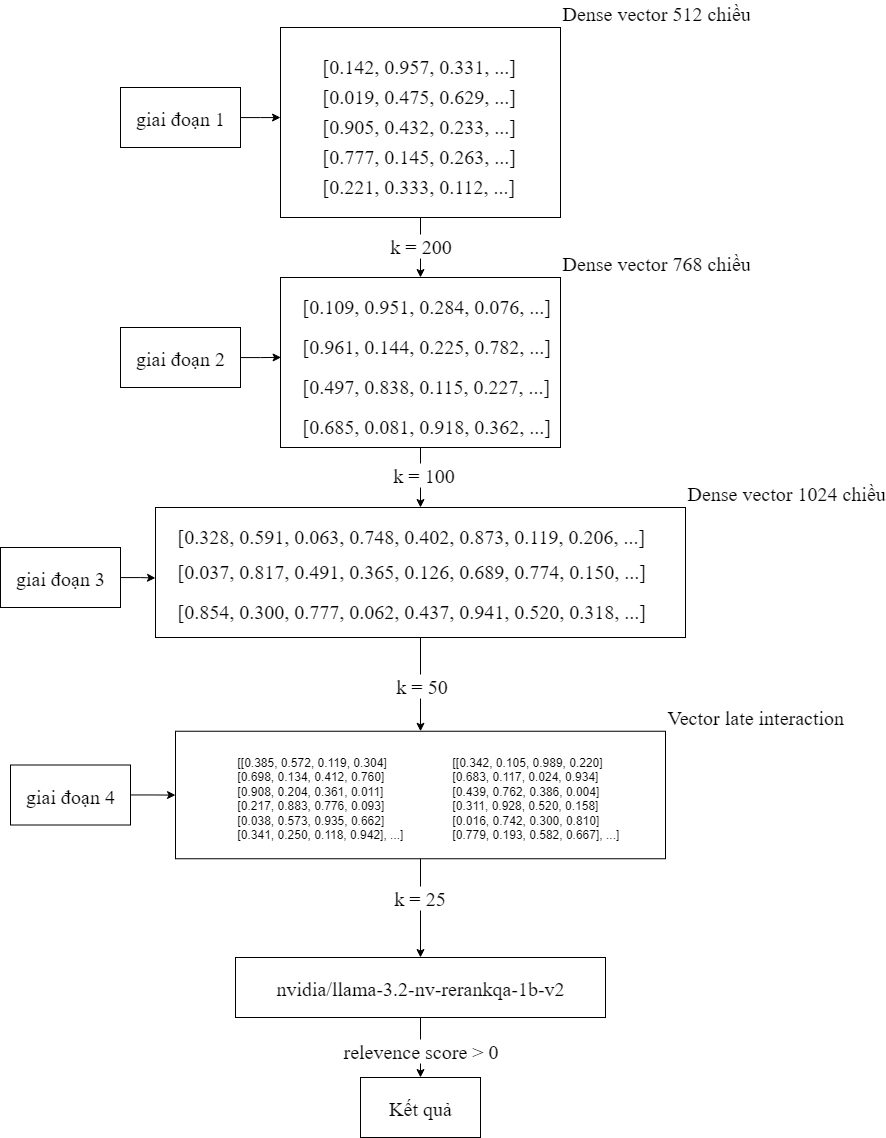 Dense vector 512 chiều
giai đoạn 1
[0.142, 0.957, 0.331, ...]
[0.019, 0.475, 0.629, ...]
[0.905, 0.432, 0.233, ...]
[0.777, 0.145, 0.263, ...]
[0.221, 0.333, 0.112, ...]
k = 200
Dense vector 768 chiều
giai đoạn 2
[0.109, 0.951, 0.284, 0.076, ...]
[0.961, 0.144, 0.225, 0.782, ...]
[0.497, 0.838, 0.115, 0.227, ...]
[0.685, 0.081, 0.918, 0.362, ...]
k = 100
Dense vector 1024 chiều
giai đoạn 3
[0.328, 0.591, 0.063, 0.748, 0.402, 0.873, 0.119, 0.206, ...]
[0.037, 0.817, 0.491, 0.365, 0.126, 0.689, 0.774, 0.150, ...]
[0.854, 0.300, 0.777, 0.062, 0.437, 0.941, 0.520, 0.318, ...]
k = 50
Vector late interaction
giai đoạn 4
[[0.385, 0.572, 0.119, 0.304]
[0.698, 0.134, 0.412, 0.760]
[0.908, 0.204, 0.361, 0.011]
[0.217, 0.883, 0.776, 0.093]
[0.038, 0.573, 0.935, 0.662]
[0.341, 0.250, 0.118, 0.942], ...]
[[0.342, 0.105, 0.989, 0.220]
[0.683, 0.117, 0.024, 0.934]
[0.439, 0.762, 0.386, 0.004]
[0.311, 0.928, 0.520, 0.158]
[0.016, 0.742, 0.300, 0.810]
[0.779, 0.193, 0.582, 0.667], ...]
k = 25
nvidia/llama-3.2-nv-rerankqa-1b-v2
relevence score > 0
Kết quả